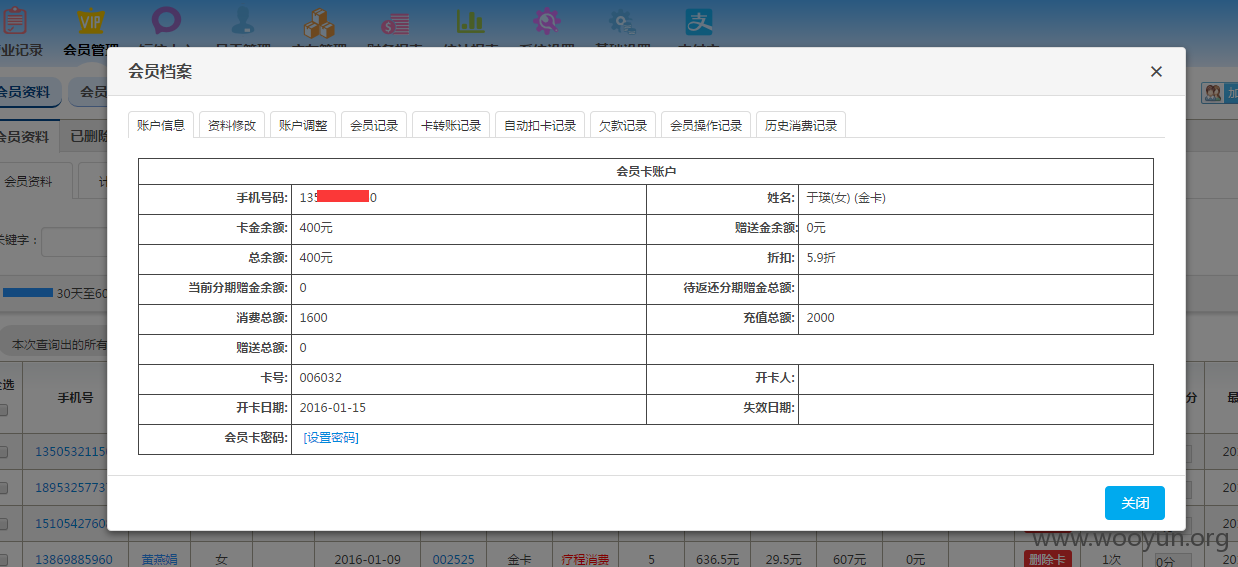 业记录 会员管理
会员资料 会员
会员资料 已删除
会员资料 计
关键字：
30天至60
本次查询出的所有
全选 手机号 分 最
加
会员档案 ×
账户信息 资料修改 账户调整 会员记录 卡转账记录 自动扣卡记录 欠款记录 会员操作记录 历史消费记录
会员卡账户
手机号码: 135 0 姓名: 于瑛(女) (金卡)
卡金余额: 400元 赠送金余额: 0元
总余额: 400元 折扣: 5.9折
当前分期赠金余额: 0 待返还分期赠金总额:
消费总额: 1600 充值总额: 2000
赠送总额: 0
卡号: 006032 开卡人:
开卡日期: 2016-01-15 失效日期:
会员卡密码: [设置密码]
关闭
1350532115 20
1895325773 20
1510542760 20
13869885960 黄燕娟 女 2016-01-09 002525 金卡 疗程消费 5 636.5元 29.5元 607元 0元 删除卡 1次 0分 20
www.wooyun.org